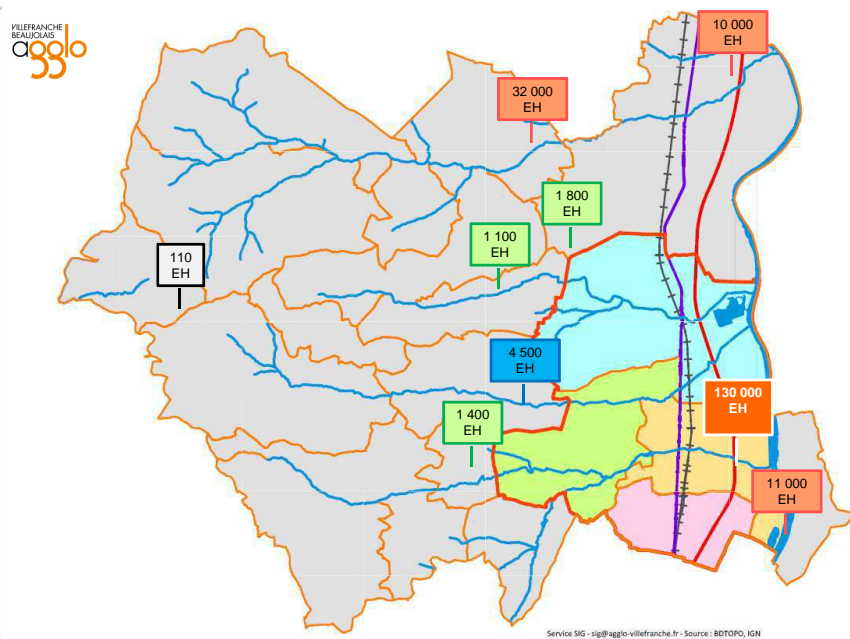 VILLEFRANCHE
BEAUJOLAIS
agglo
10 000
EH
32 000
EH
1 800
EH
1 100
EH
110
EH
4 500
EH
130 000
EH
1 400
EH
11 000
EH
Service SIG - sig@agglo-villefranche.fr - Source : BDTOPO, IGN